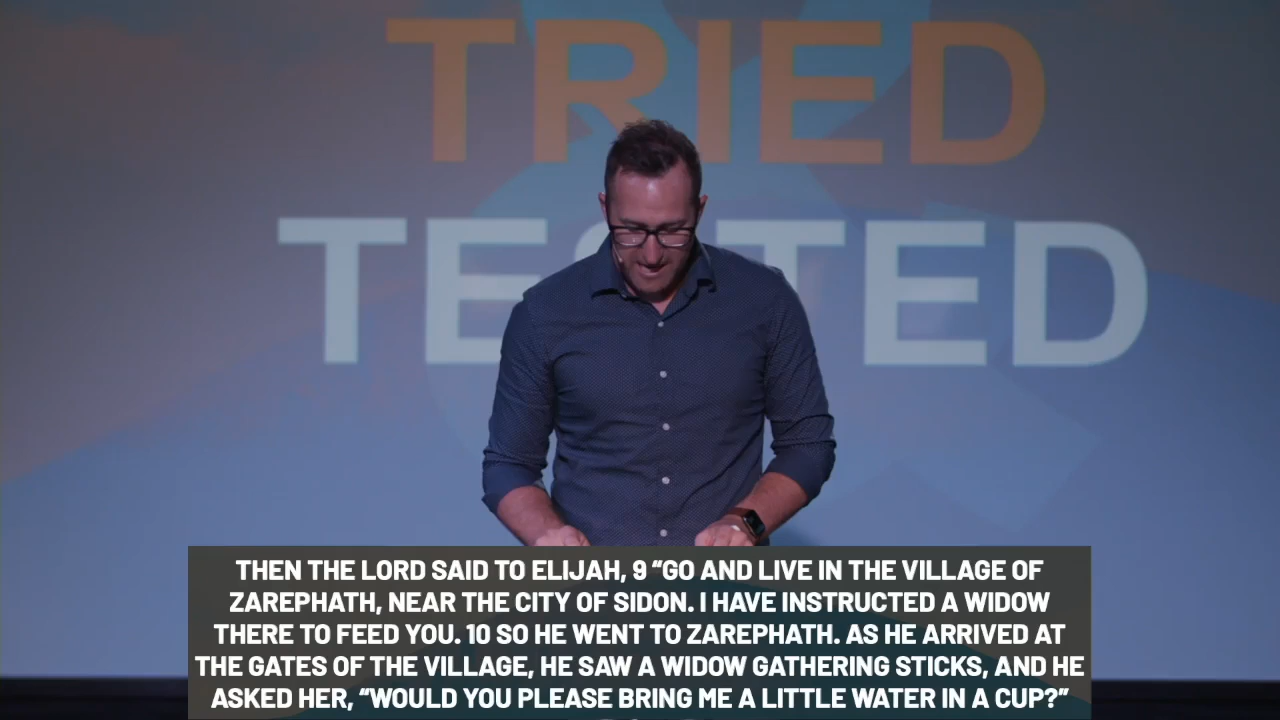 TRIED
TESTED
THEN THE LORD SAID TO ELIJAH, 9 “GO AND LIVE IN THE VILLAGE OF
ZAREPHATH, NEAR THE CITY OF SIDON. I HAVE INSTRUCTED A WIDOW
THERE TO FEED YOU. 10 SO HE WENT TO ZAREPHATH. AS HE ARRIVED AT
THE GATES OF THE VILLAGE, HE SAW A WIDOW GATHERING STICKS, AND HE
ASKED HER, “WOULD YOU PLEASE BRING ME A LITTLE WATER IN A CUP?”